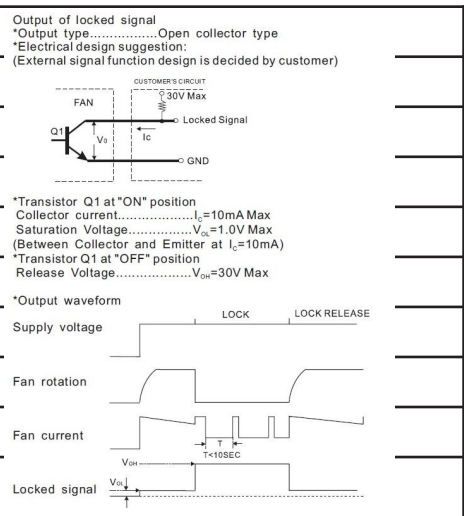 Output of locked signal
*Output type.................Open collector type
*Electrical design suggestion:
(External signal function design is decided by customer)
CUSTOMER'S CIRCUIT
FAN
30V Max
Locked Signal
Q1
Vo
Ic
GND
*Transistor Q1 at "ON" position
Collector current...................Ic=10mA Max
Saturation Voltage................VOL=1.0V Max
(Between Collector and Emitter at Ic=10mA)
*Transistor Q1 at "OFF" position
Release Voltage...................VOH=30V Max
*Output waveform
LOCK
LOCK RELEASE
Supply voltage
Fan rotation
Fan current
T
T<10SEC
VOH
Locked signal
VOL